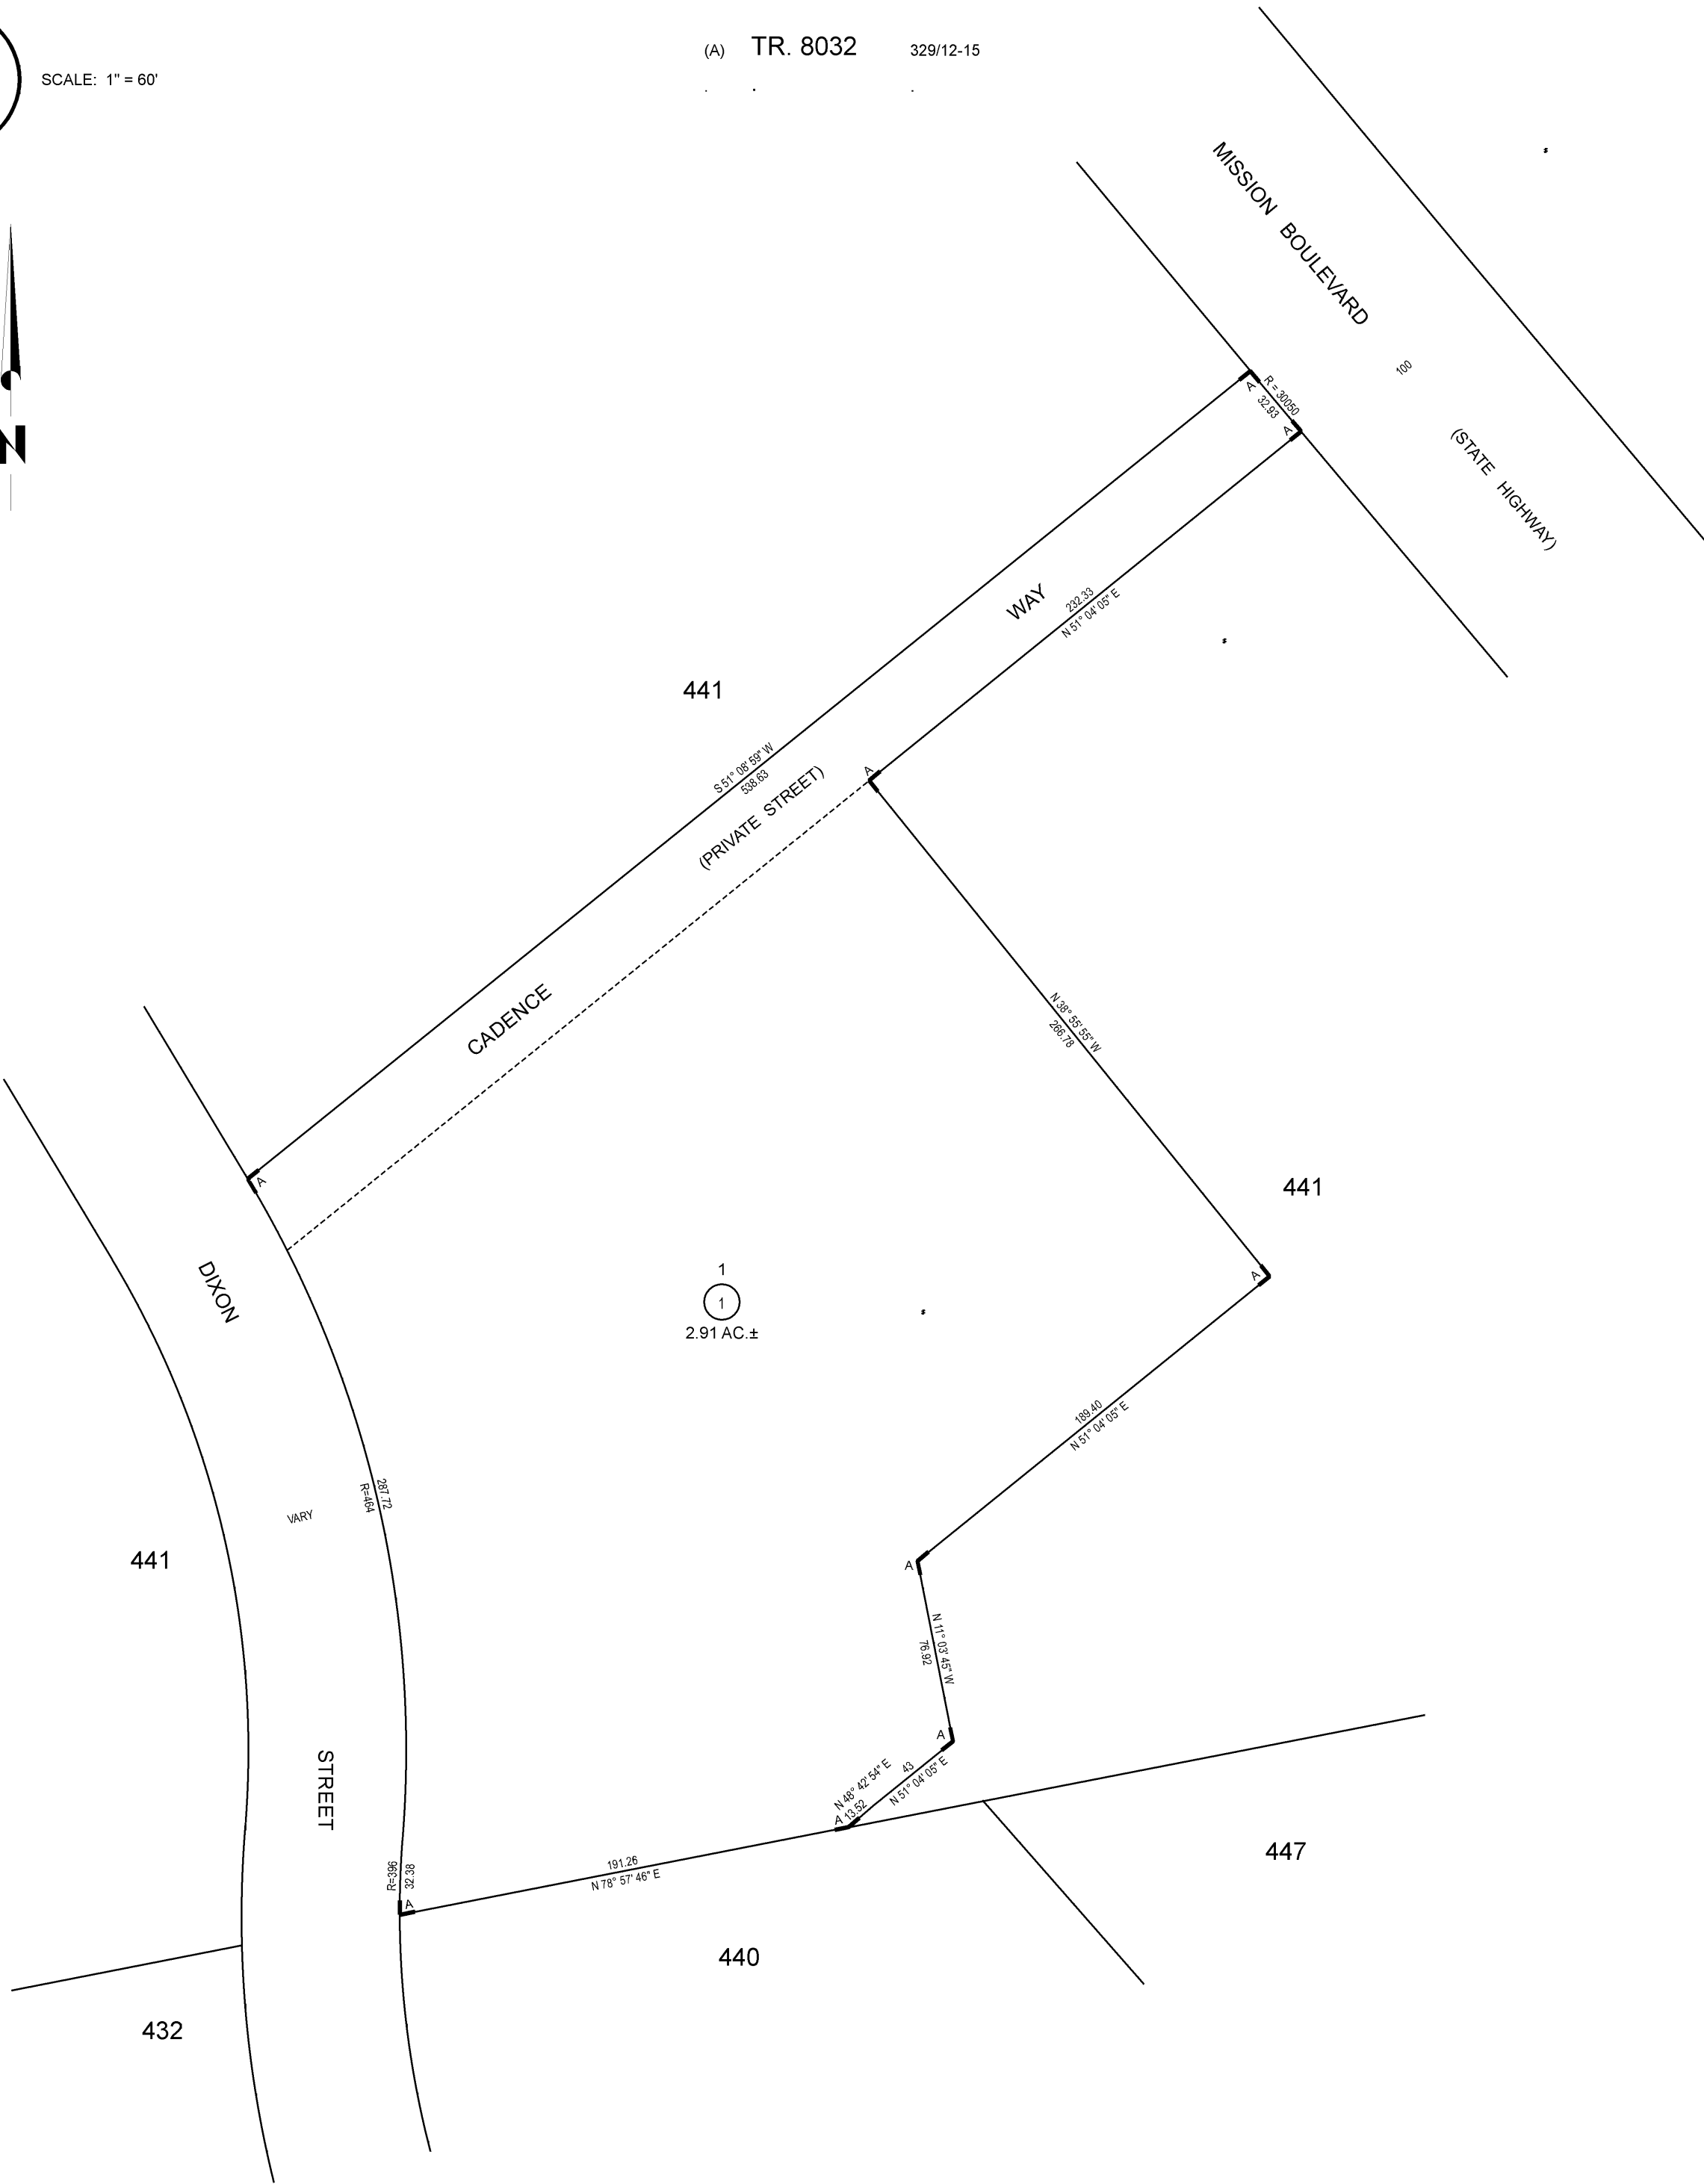 (A) TR. 8032 329/12-15
SCALE: 1" = 60'
MISSION BOULEVARD
100
(STATE HIGHWAY)
R = 30050
32.93
A
A
N
WAY
232.33
N 51° 04' 05" E
441
S 51° 08' 59" W
538.63
(PRIVATE STREET)
A
CADENCE
N 38° 55' 55" W
266.78
A
441
A
DIXON
1
1
2.91 AC.±
189.40
N 51° 04' 05" E
287.72
R=464
VARY
441
A
N 11° 03' 45" W
76.92
STREET
A
43
N 51° 04' 05" E
N 48° 42' 54" E
13.52
A
R=396
32.38
A
191.26
N 78° 57' 46" E
447
440
432